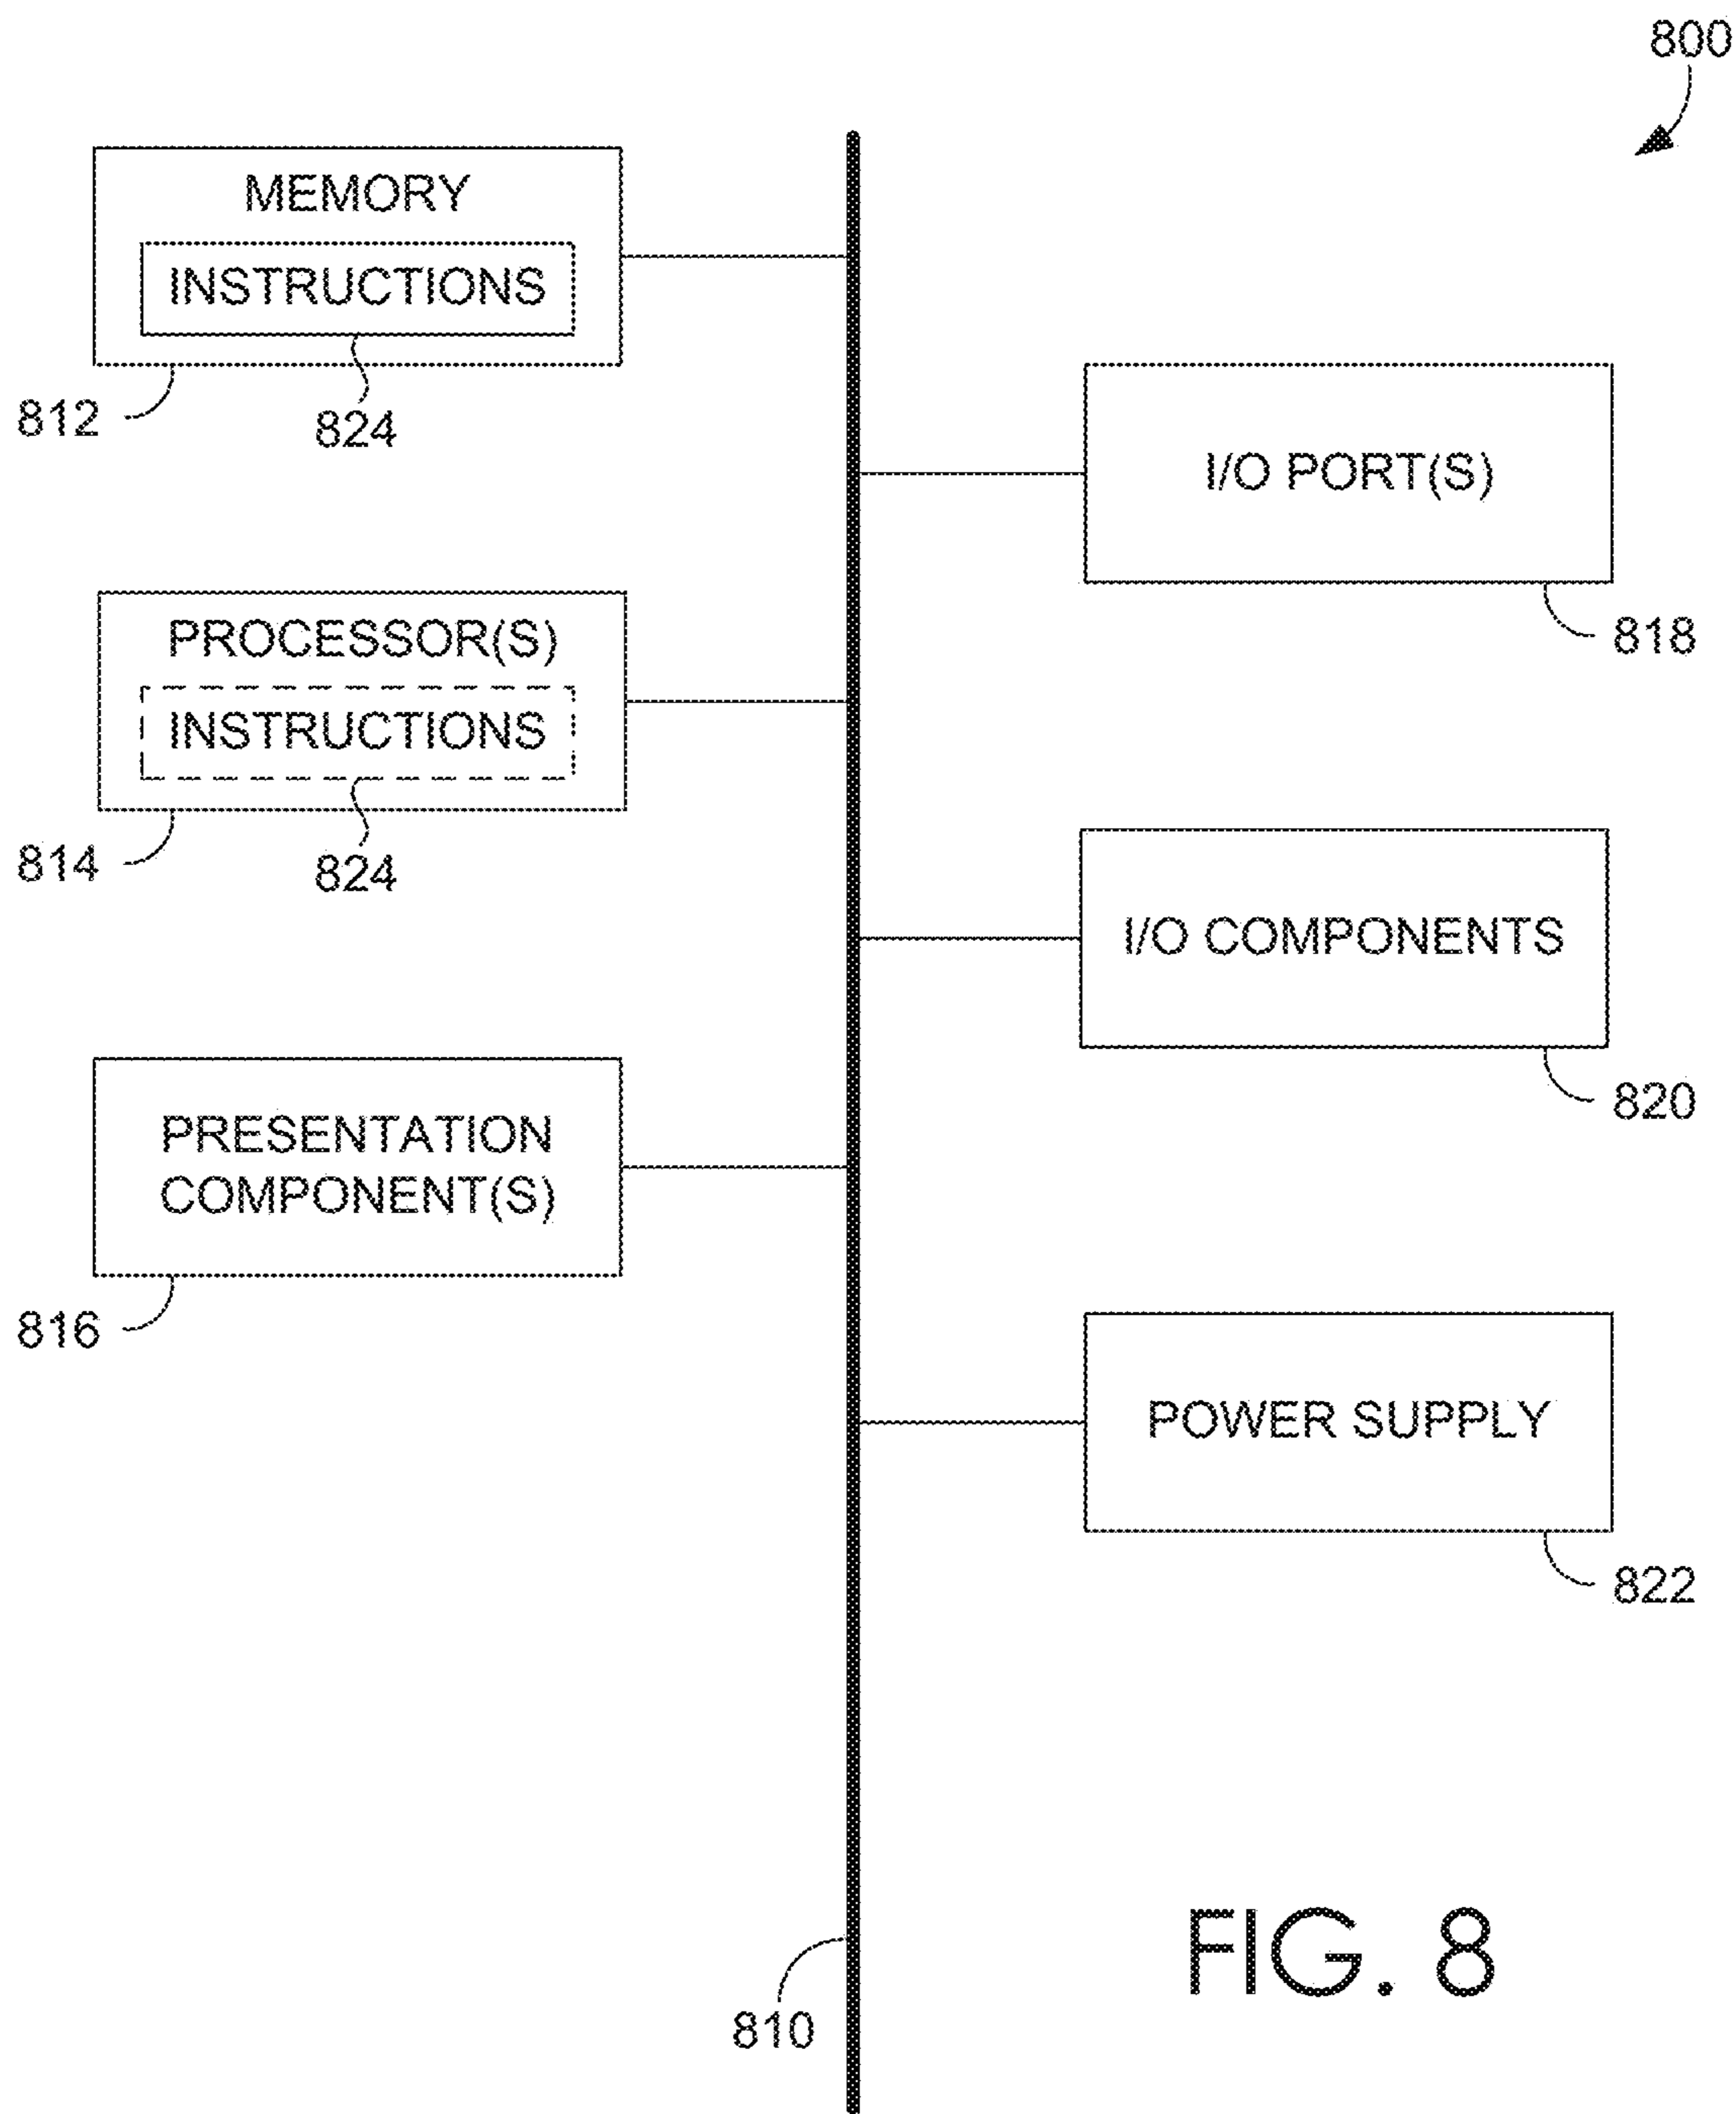 800
MEMORY
INSTRUCTIONS
812
824
I/O PORT(S)
818
PROCESSOR(S)
INSTRUCTIONS
814
824
I/O COMPONENTS
820
PRESENTATION
COMPONENT(S)
816
POWER SUPPLY
822
810
FIG. 8